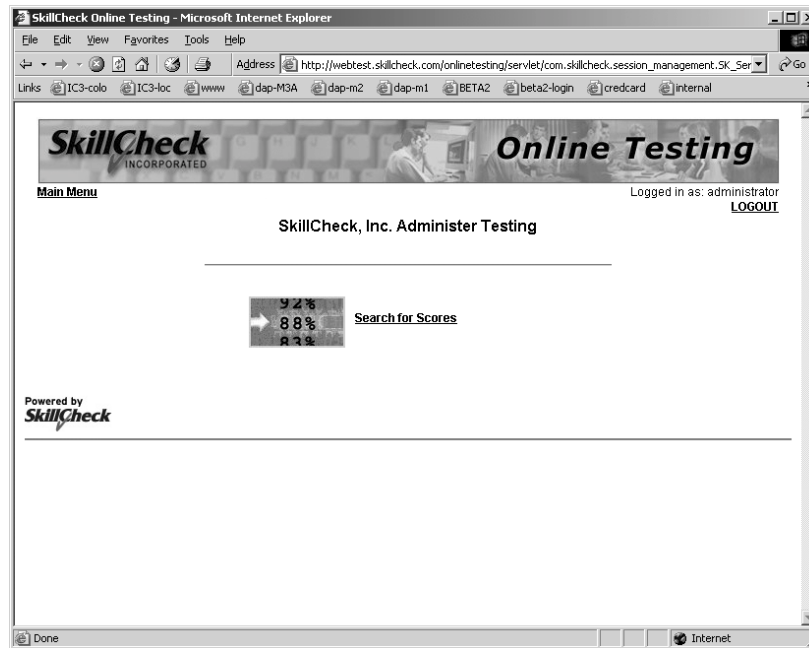 SkillCheck Online Testing - Microsoft Internet Explorer
File Edit View Favorites Tools Help
Address http://webtest.skillcheck.com/onlinetesting/servlet/com.skillcheck.session_management.SK_Ser Go
Links IC3-colo IC3-loc www dap-M3A dap-m2 dap-m1 BETA2 beta2-login credcard internal
SkillCheck Online Testing
INCORPORATED
Main Menu Logged in as: administrator
LOGOUT
SkillCheck, Inc. Administer Testing
92%
88% Search for Scores
83%
Powered by
SkillCheck
Done Internet